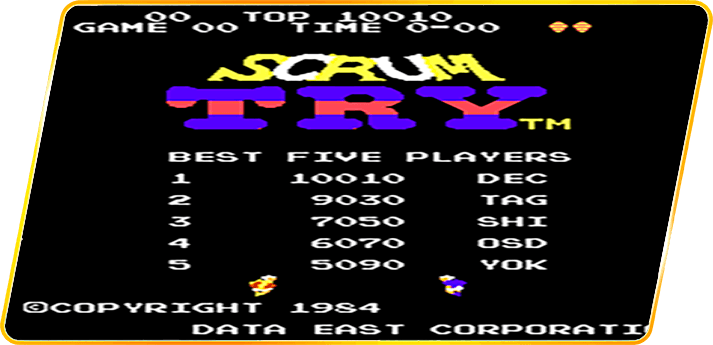 00 TOP 10010
GAME 00 TIME 0-00
SCRUM
TRY TM
BEST FIVE PLAYERS
1 10010 DEC
2 9030 TAG
3 7050 SHI
4 6070 OSD
5 5090 YOK
©COPYRIGHT 1984
DATA EAST CORPORATI